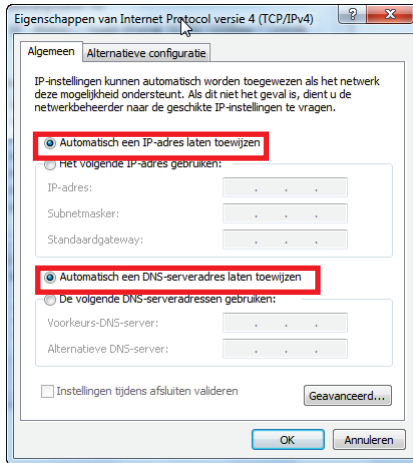 Eigenschappen van Internet Protocol versie 4 (TCP/IPv4)
Algemeen Alternatieve configuratie
IP-instellingen kunnen automatisch worden toegewezen als het netwerk
deze mogelijkheid ondersteunt. Als dit niet het geval is, dient u de
netwerkbeheerder naar de geschikte IP-instellingen te vragen.
Automatisch een IP-adres laten toewijzen
Het volgende IP-adres gebruiken:
IP-adres:
Subnetmasker:
Standaardgateway:
Automatisch een DNS-serveradres laten toewijzen
De volgende DNS-serveradressen gebruiken:
Voorkeurs-DNS-server:
Alternatieve DNS-server:
Instellingen tijdens afsluiten valideren
Geavanceerd...
OK Annuleren